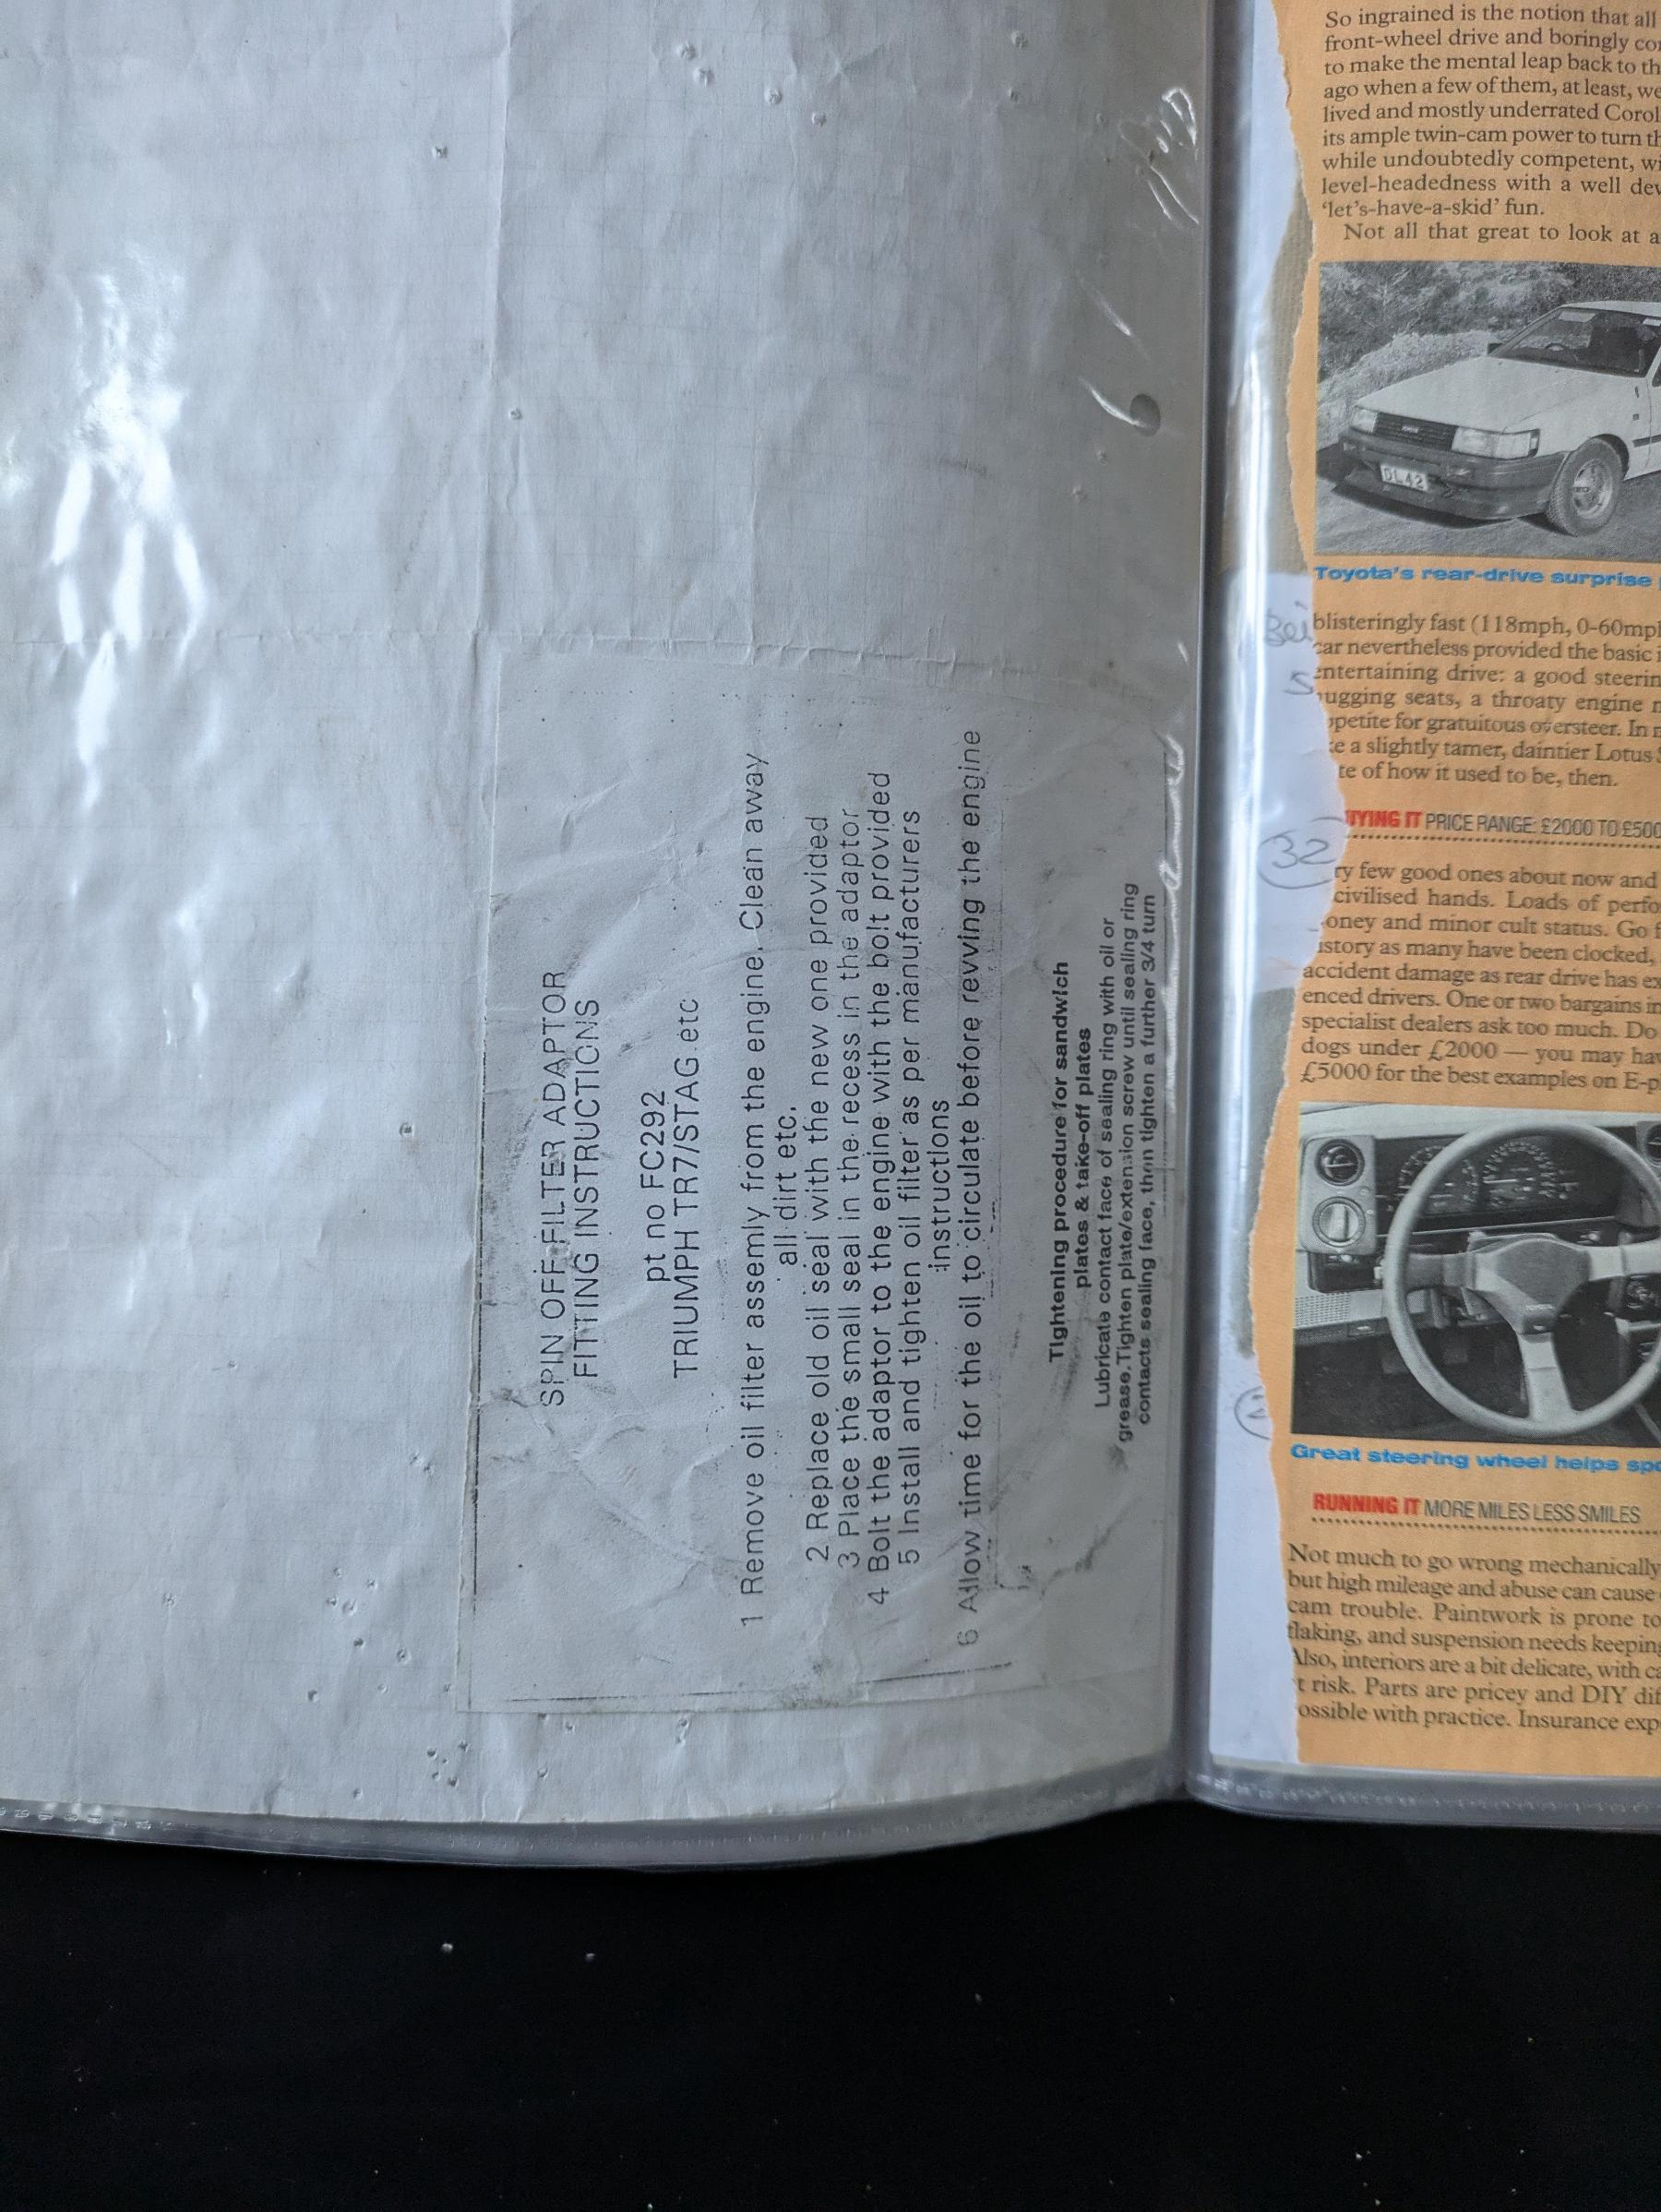 SPIN OFF FILTER ADAPTOR
FITTING INSTRUCTIONS
pt no FC292
TRIUMPH TR7/STAG etc
1 Remove oil filter assemly from the engine. Clean away
all dirt etc.
2 Replace old oil seal with the new one provided
3 Place the small seal in the recess in the adaptor
4 Bolt the adaptor to the engine with the bolt provided
5 Install and tighten oil filter as per manufacturers
instructions
6 Allow time for the oil to circulate before revving the engine
Tightening procedure for sandwich
plates & take-off plates
Lubricate contact face of sealing ring with oil or
grease. Tighten plate/extension screw until sealing ring
contacts sealing face, then tighten a further 3/4 turn
So ingrained is the notion that all
front-wheel drive and boringly
to make the mental leap back to
ago when a few of them, at least,
lived and mostly underrated
its ample twin-cam power to turn
while undoubtedly competent,
level-headedness with a well
'let's-have-a-skid' fun.
Not all that great to look at
DL42
Toyota's rear-drive surprise
blisteringly fast (118mph, 0-60mph
car nevertheless provided the basic
entertaining drive: a good
hugging seats, a throaty engine
petite for gratuitous oversteer. In
a slightly tamer, daintier Lotus
of how it used to be, then.
32
IT PRICE RANGE: £2000 TO
few good ones about now and
civilised hands. Loads of
and minor cult status. Go
as many have been clocked,
accident damage as rear drive has
enced drivers. One or two bargains
specialist dealers ask too much. Do
dogs under £2000 — you may
£5000 for the best examples on
Great steering wheel helps
RUNNING IT MORE MILES LESS SMILES
Not much to go wrong mechanically
but high mileage and abuse can cause
cam trouble. Paintwork is prone to
flaking, and suspension needs
Also, interiors are a bit delicate, with
risk. Parts are pricey and DIY
possible with practice. Insurance